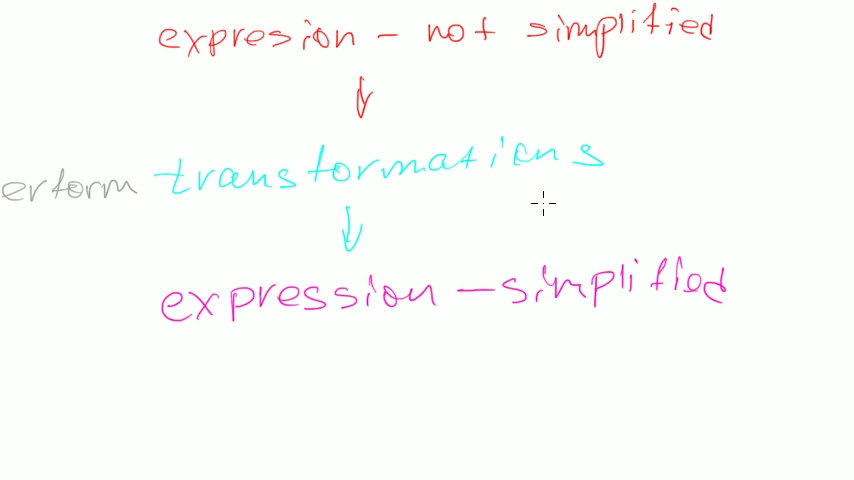 expresion - not simplified
erform transformations
expression - simplified